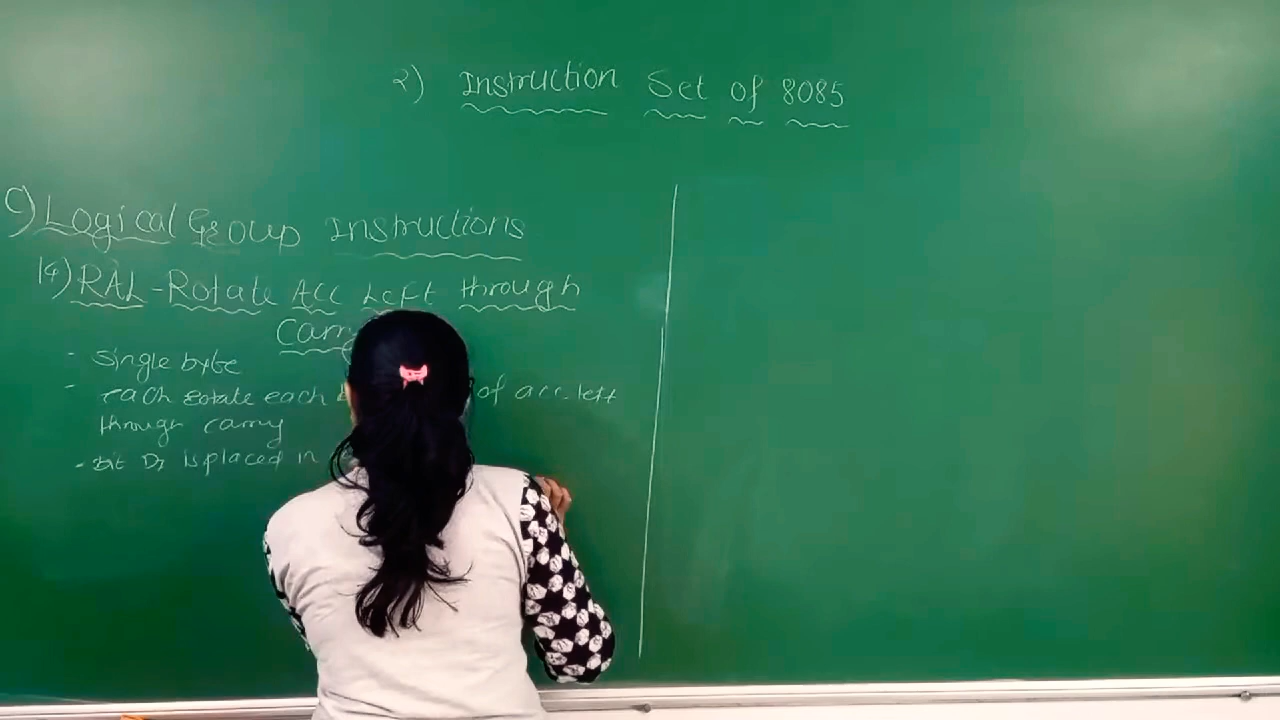 2) Instruction Set of 8085
C) Logical Group Instructions
14) RAL - Rotate Acc Left through
Carry
- Single byte
- each rotate each of acc. left
through carry
- Bit D7 is placed in